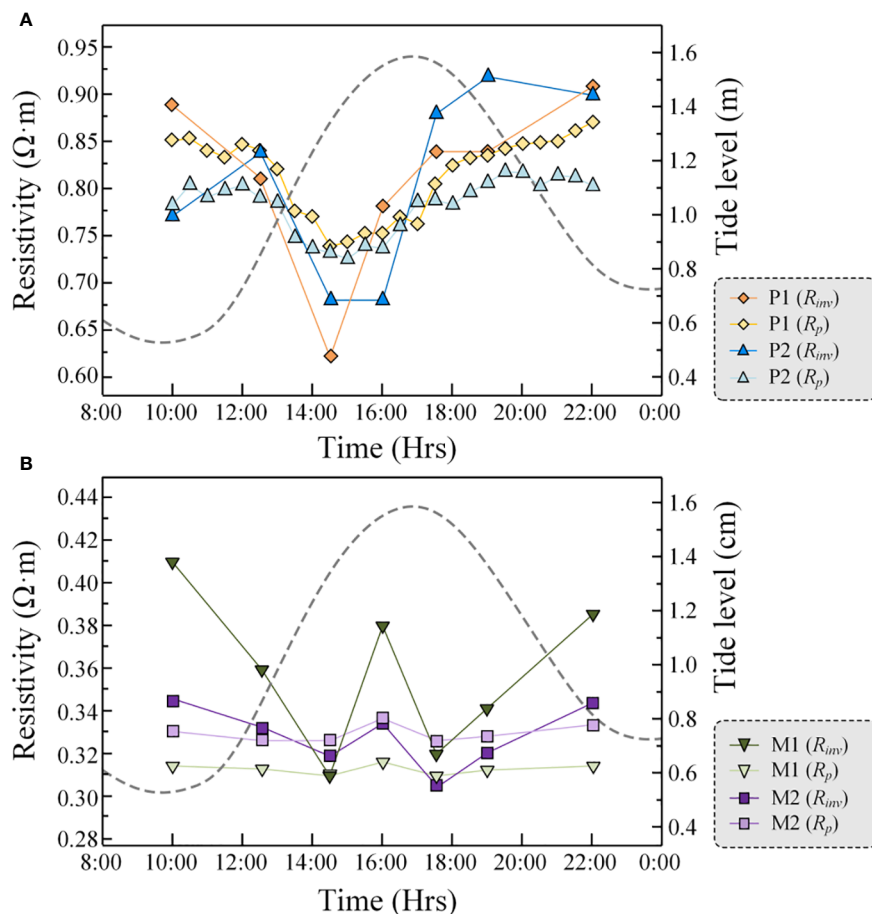 A
Resistivity (Ω·m)
0.95
0.90
0.85
0.80
0.75
0.70
0.65
0.60
1.6
1.4
1.2
1.0
0.8
0.6
0.4
Tide level (m)
8:00 10:00 12:00 14:00 16:00 18:00 20:00 22:00 0:00
Time (Hrs)
P1 (Rinv)
P1 (Rp)
P2 (Rinv)
P2 (Rp)
B
Resistivity (Ω·m)
0.44
0.42
0.40
0.38
0.36
0.34
0.32
0.30
0.28
1.6
1.4
1.2
1.0
0.8
0.6
0.4
Tide level (cm)
8:00 10:00 12:00 14:00 16:00 18:00 20:00 22:00 0:00
Time (Hrs)
M1 (Rinv)
M1 (Rp)
M2 (Rinv)
M2 (Rp)